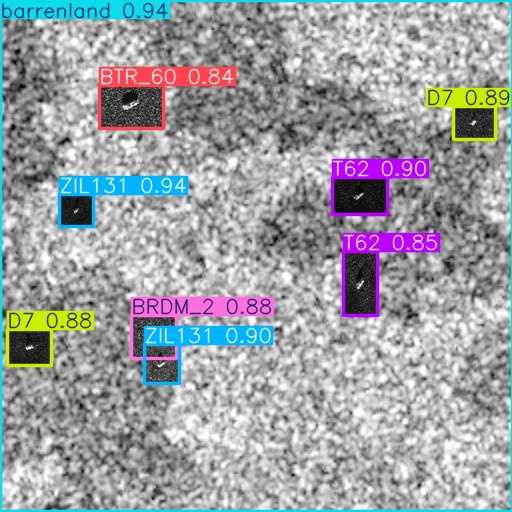 barrenland 0.94
BTR_60 0.84
D7 0.89
T62 0.90
ZIL131 0.94
T62 0.85
BRDM_2 0.88
D7 0.88
ZIL131 0.90